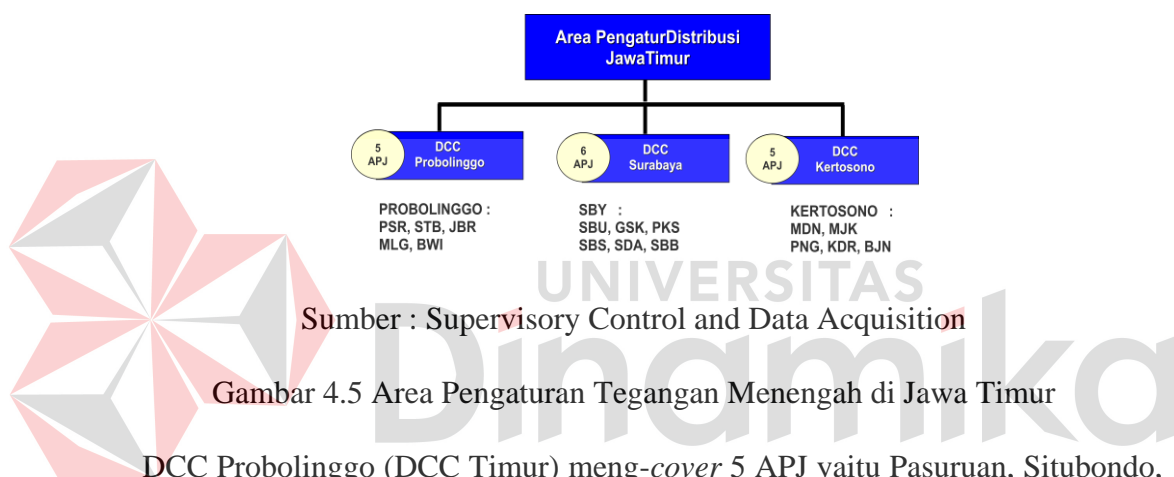 Area PengaturDistribusi
JawaTimur
5
APJ
DCC
Probolinggo
6
APJ
DCC
Surabaya
5
APJ
DCC
Kertosono
PROBOLINGGO :
PSR, STB, JBR
MLG, BWI
SBY :
SBU, GSK, PKS
SBS, SDA, SBB
KERTOSONO :
MDN, MJK
PNG, KDR, BJN
UNIVERSITAS
Dinamika
Sumber : Supervisory Control and Data Acquisition
Gambar 4.5 Area Pengaturan Tegangan Menengah di Jawa Timur
DCC Probolinggo (DCC Timur) meng-cover 5 APJ yaitu Pasuruan, Situbondo,